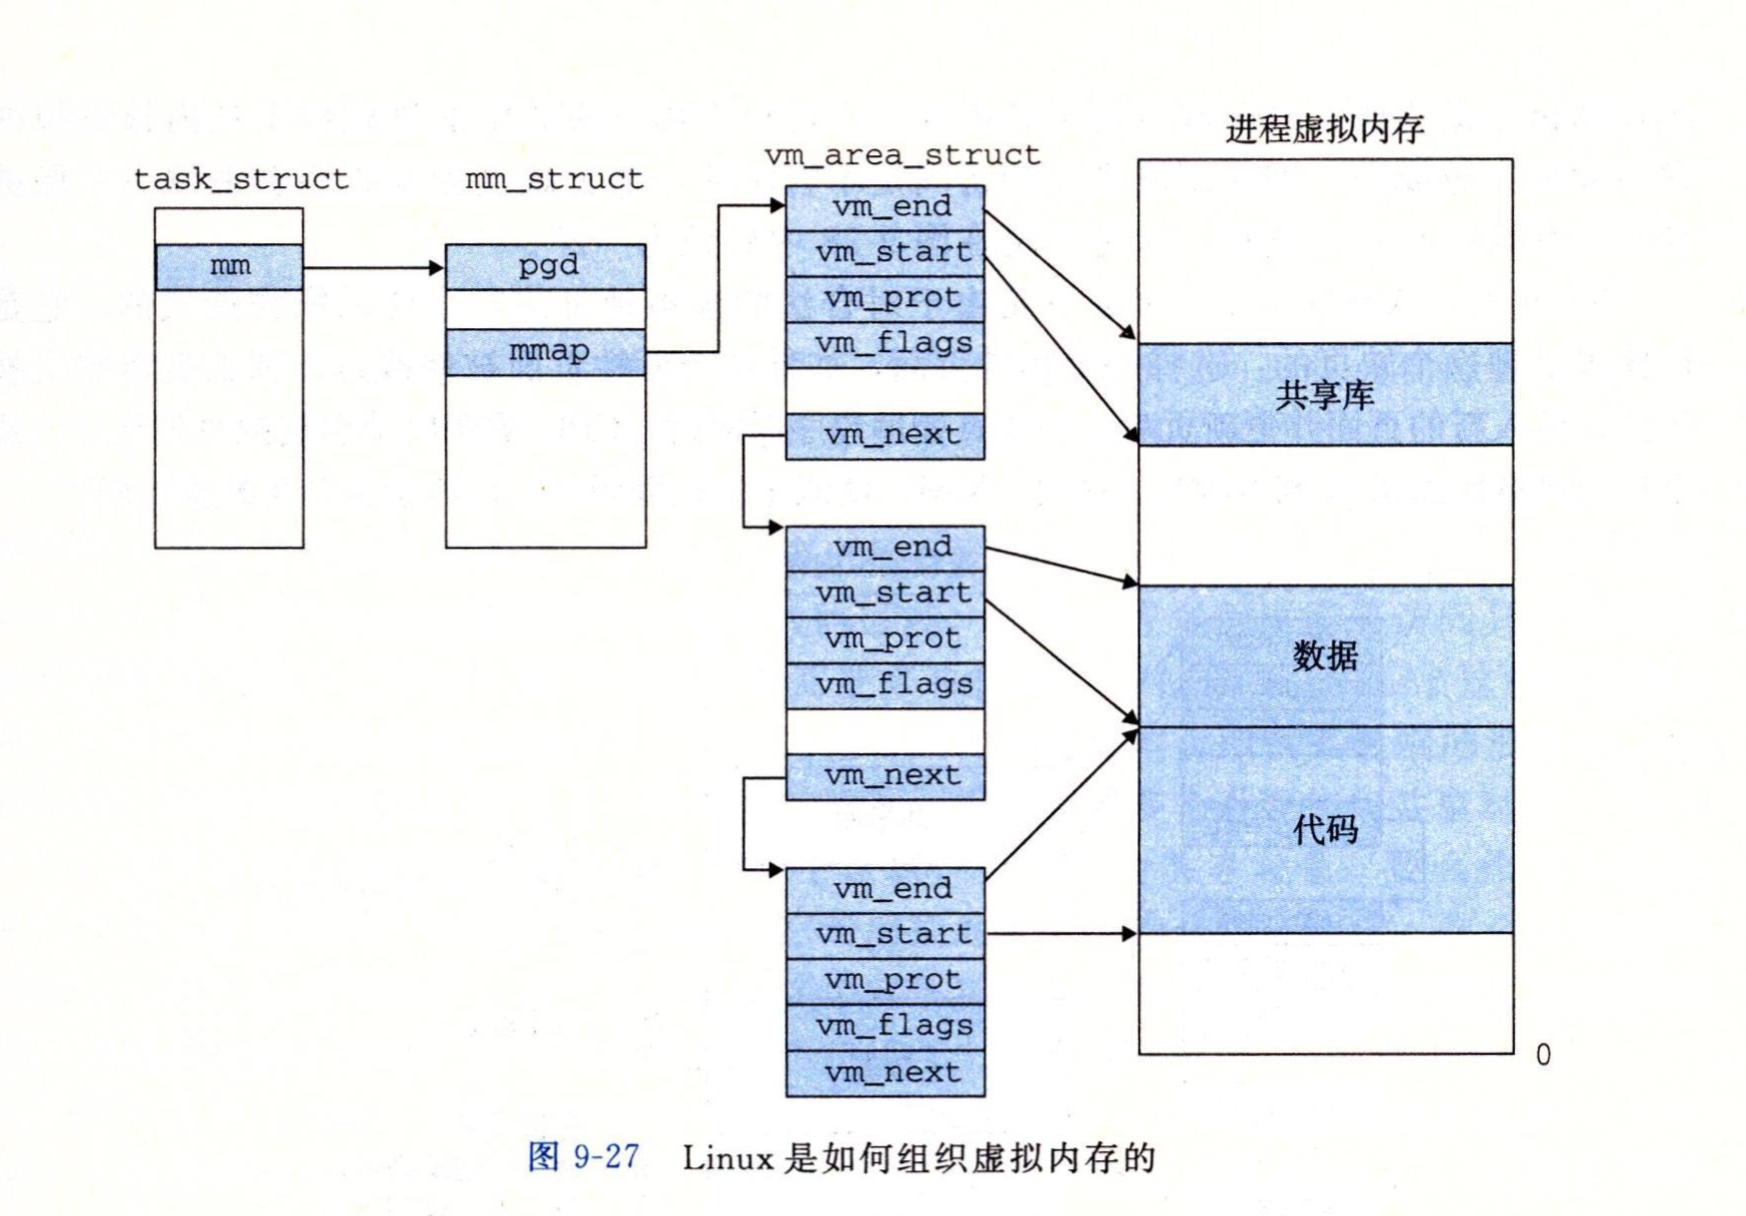 进程虚拟内存
vm_area_struct
task_struct
mm_struct
mm
pgd
mmap
vm_end
vm_start
vm_prot
vm_flags
vm_next
vm_end
vm_start
vm_prot
vm_flags
vm_next
vm_end
vm_start
vm_prot
vm_flags
vm_next
共享库
数据
代码
0
图 9-27 Linux 是如何组织虚拟内存的